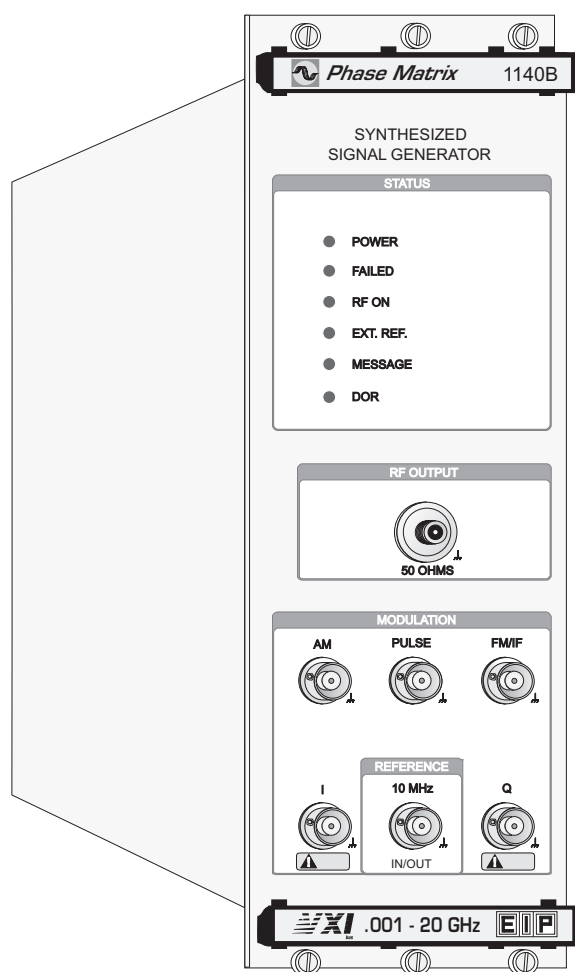 Phase Matrix 1140B
SYNTHESIZED
SIGNAL GENERATOR
STATUS
POWER
FAILED
RF ON
EXT. REF.
MESSAGE
DOR
RF OUTPUT
50 OHMS
MODULATION
AM PULSE FM/IF
REFERENCE
I 10 MHz Q
IN/OUT
VXI .001 - 20 GHz EIP